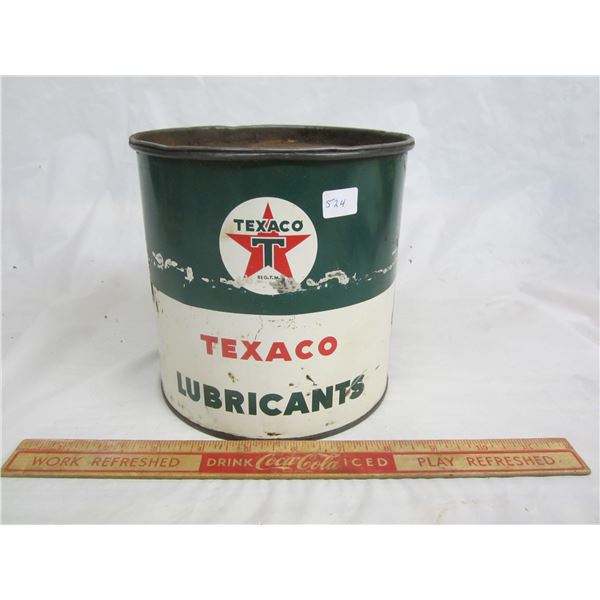 524
TEXACO
T
REG. T.M.
TEXACO
LUBRICANTS
WORK REFRESHED DRINK Coca-Cola ICED PLAY REFRESHED